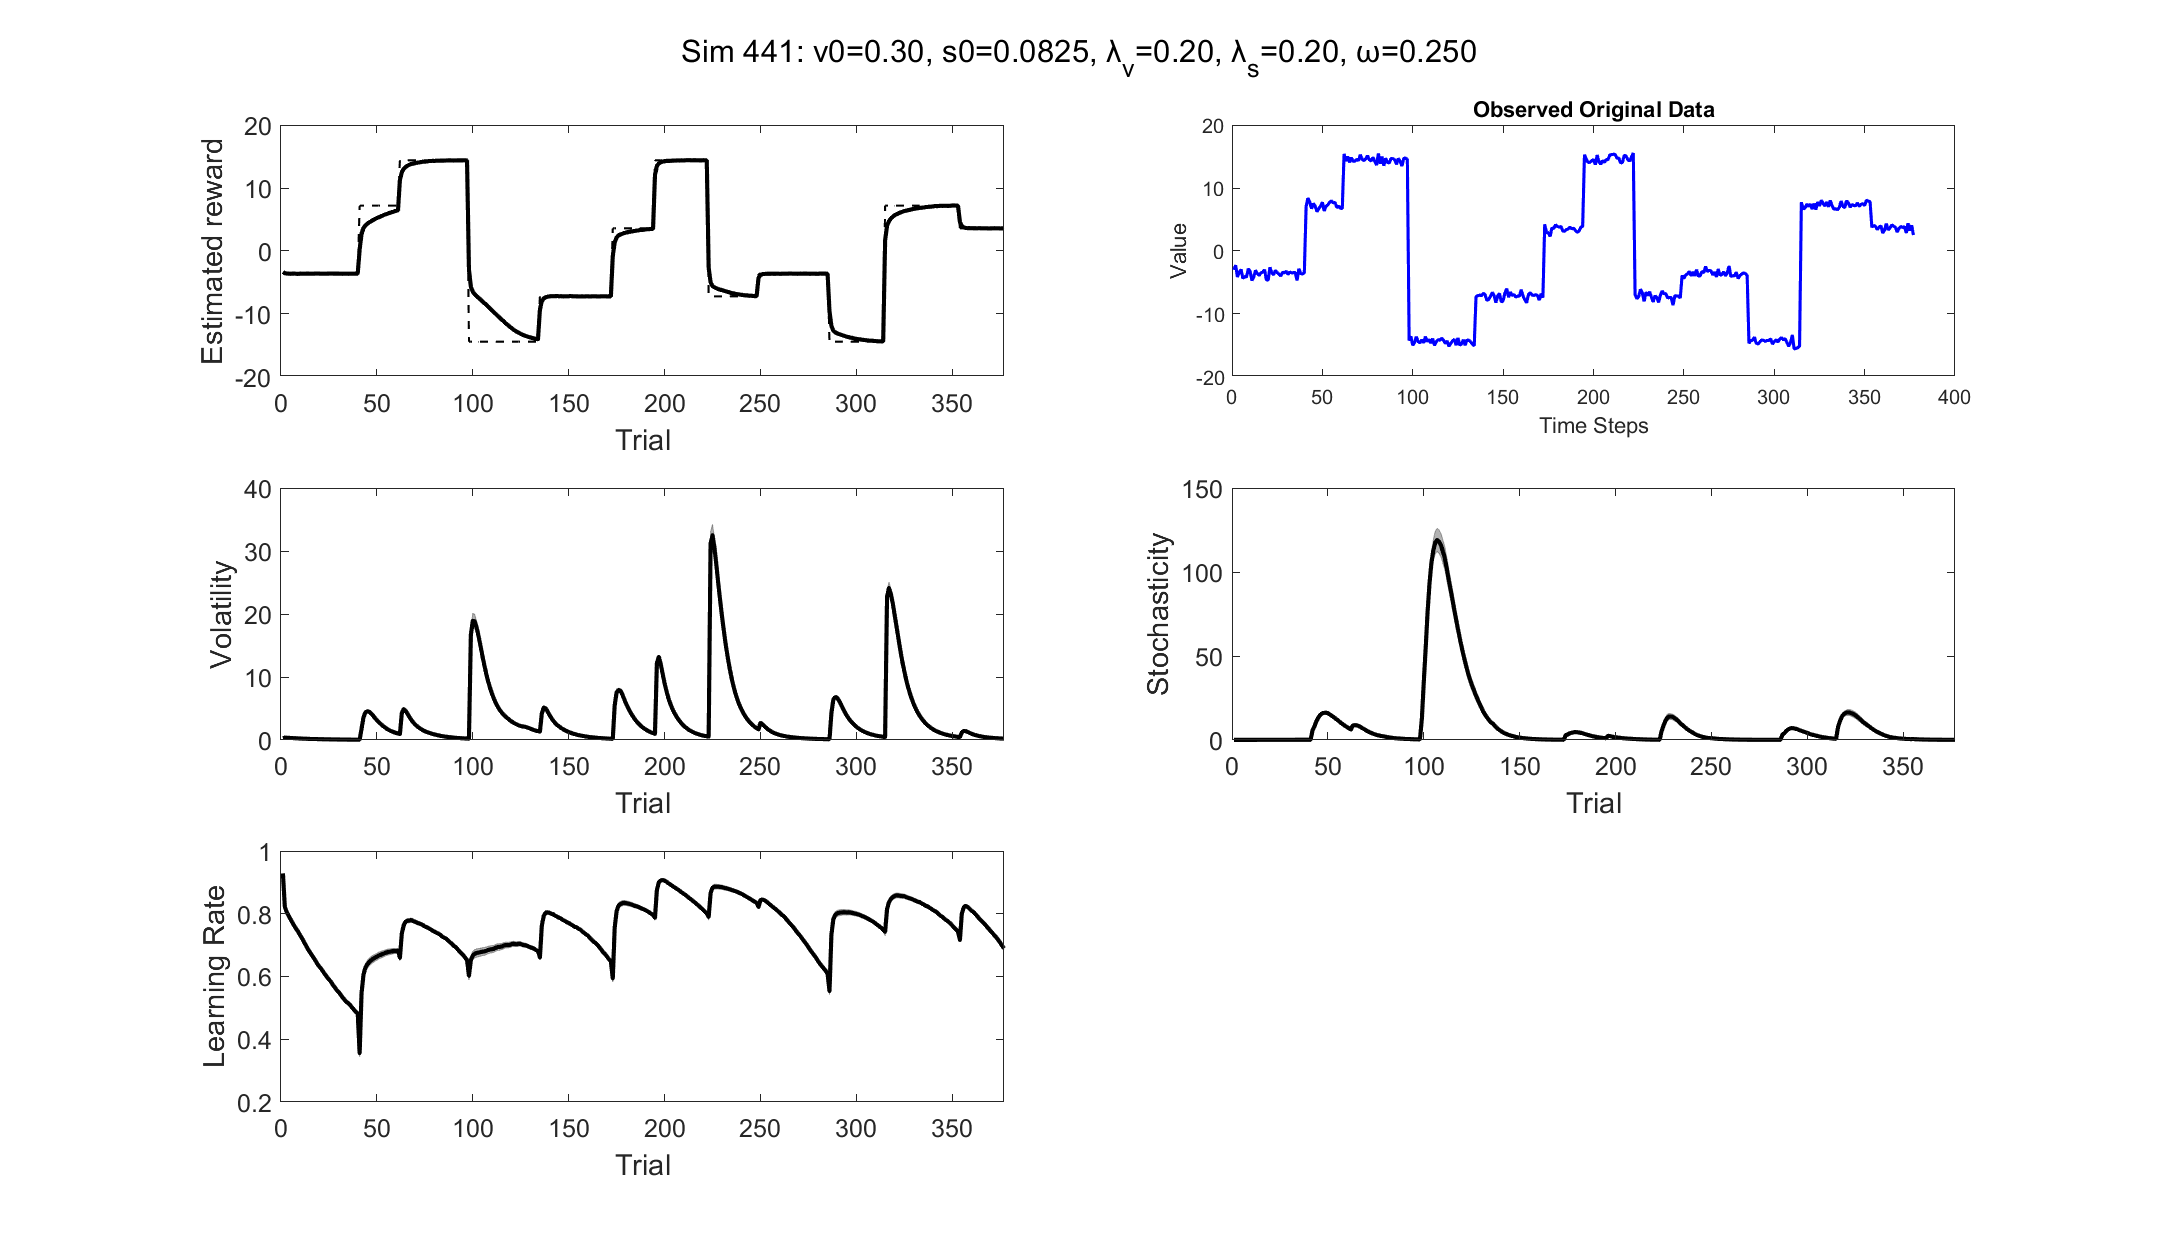 Sim 441: v0=0.30, s0=0.0825, λv=0.20, λs=0.20, ω=0.250
Estimated reward
20
10
0
-10
-20
0 50 100 150 200 250 300 350
Trial
Observed Original Data
Value
20
10
0
-10
-20
0 50 100 150 200 250 300 350 400
Time Steps
Volatility
40
30
20
10
0
0 50 100 150 200 250 300 350
Trial
Stochasticity
150
100
50
0
0 50 100 150 200 250 300 350
Trial
Learning Rate
1
0.8
0.6
0.4
0.2
0 50 100 150 200 250 300 350
Trial